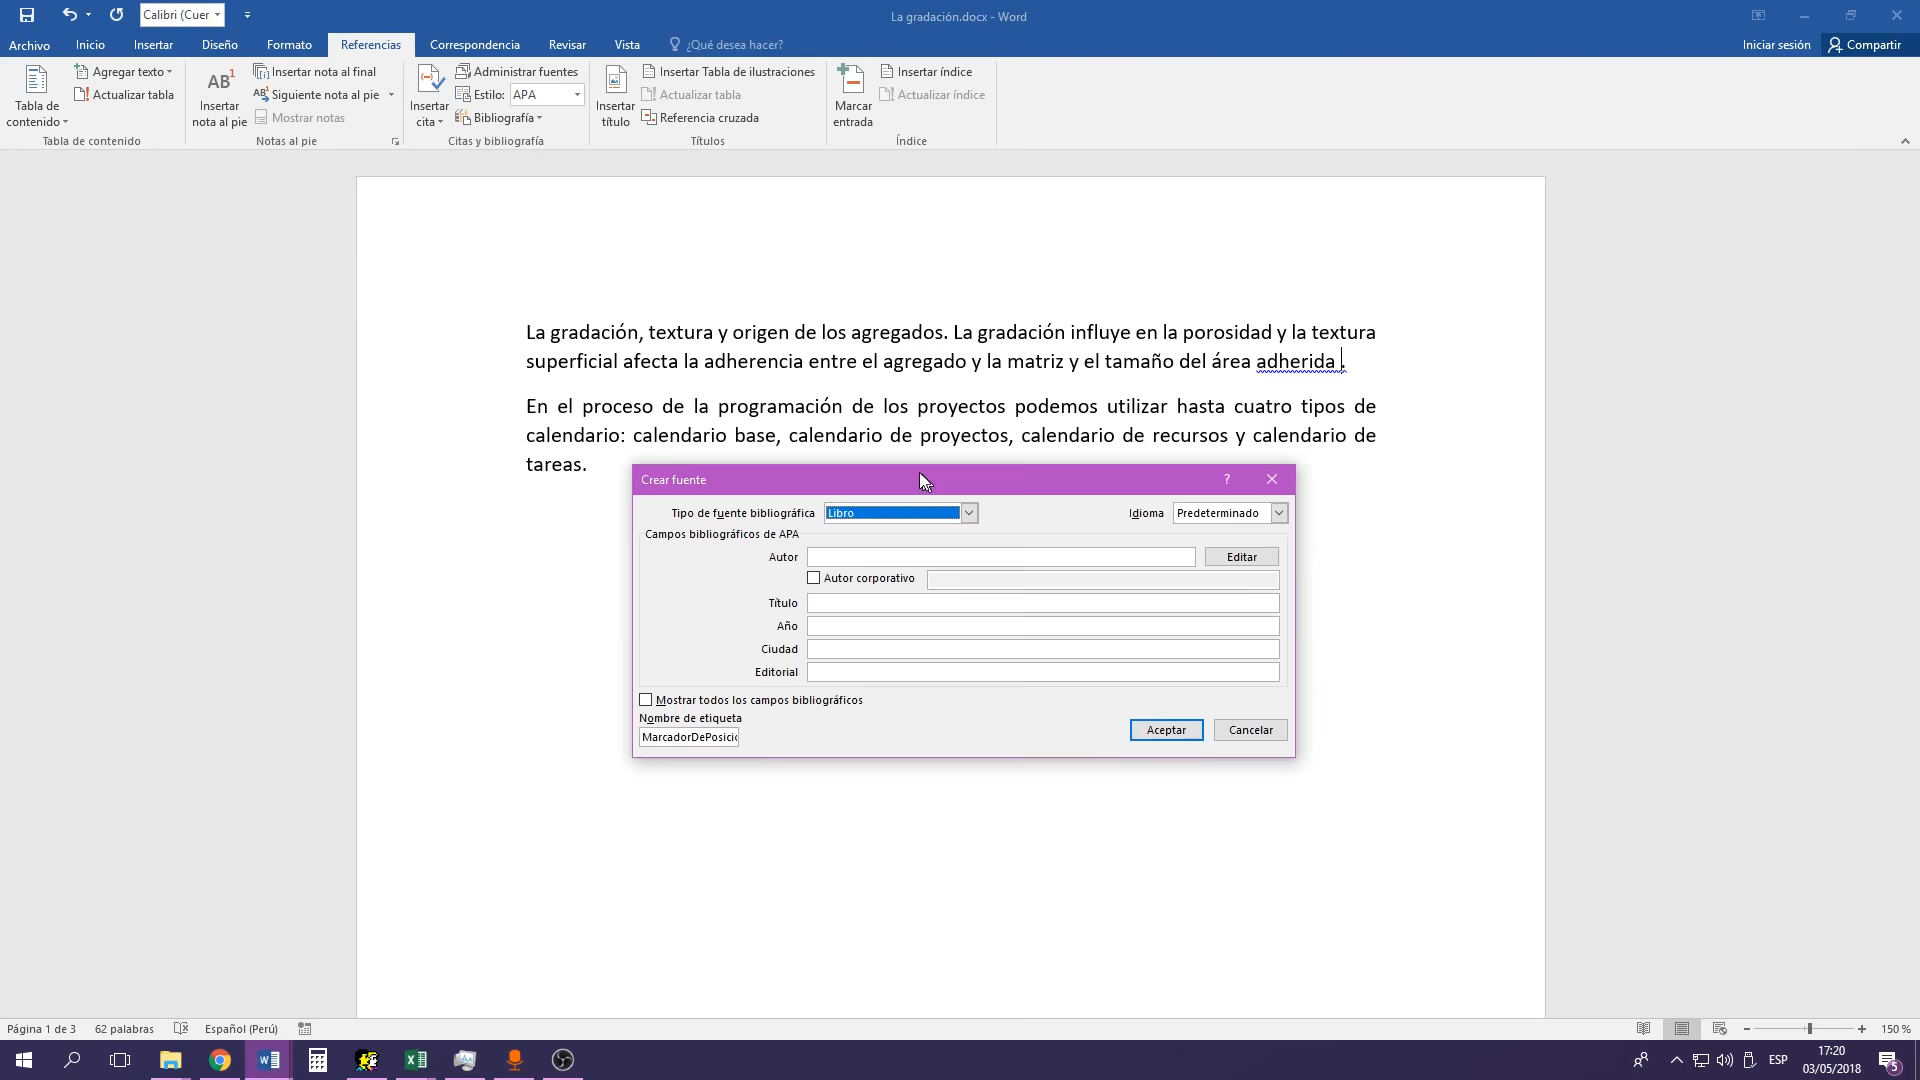 Calibri (Cuer
La gradación.docx - Word
Archivo Inicio Insertar Diseño Formato Referencias Correspondencia Revisar Vista ¿Qué desea hacer? Iniciar sesión Compartir
Tabla de contenido
Agregar texto
Actualizar tabla
Tabla de contenido
AB1
Insertar nota al pie
Insertar nota al final
Siguiente nota al pie
Mostrar notas
Notas al pie
Insertar cita
Administrar fuentes
Estilo: APA
Bibliografía
Citas y bibliografía
Insertar título
Insertar Tabla de ilustraciones
Actualizar tabla
Referencia cruzada
Títulos
Marcar entrada
Insertar índice
Actualizar índice
Índice
La gradación, textura y origen de los agregados. La gradación influye en la porosidad y la textura
superficial afecta la adherencia entre el agregado y la matriz y el tamaño del área adherida .
En el proceso de la programación de los proyectos podemos utilizar hasta cuatro tipos de
calendario: calendario base, calendario de proyectos, calendario de recursos y calendario de
tareas.
Crear fuente ?
Tipo de fuente bibliográfica Libro Idioma Predeterminado
Campos bibliográficos de APA
Autor Editar
Autor corporativo
Título
Año
Ciudad
Editorial
Mostrar todos los campos bibliográficos
Nombre de etiqueta
MarcadorDePosici
Aceptar Cancelar
Página 1 de 3 62 palabras Español (Perú) 150 %
ESP
17:20
03/05/2018
5